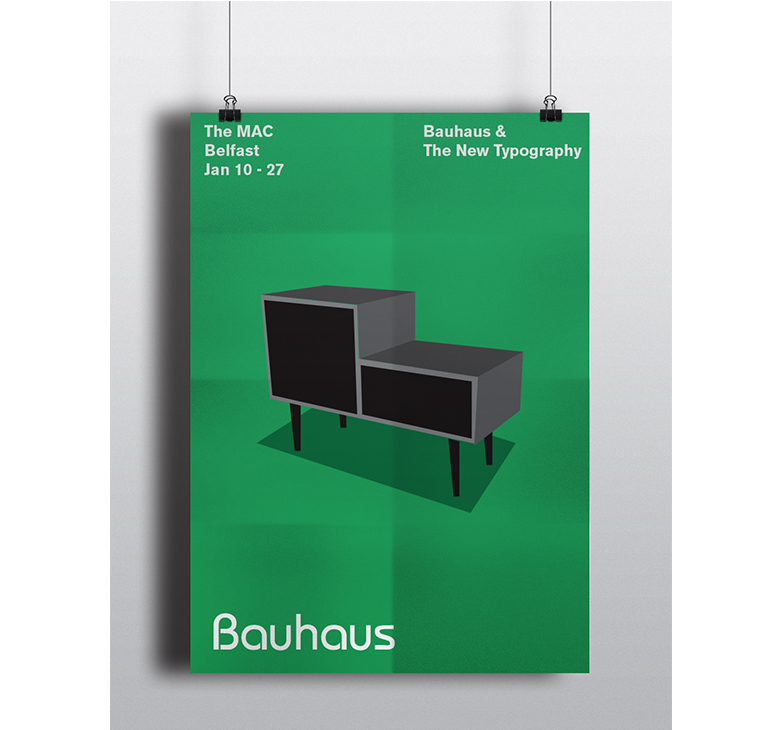 The MAC
Belfast
Jan 10 - 27
Bauhaus &
The New Typography
Bauhaus